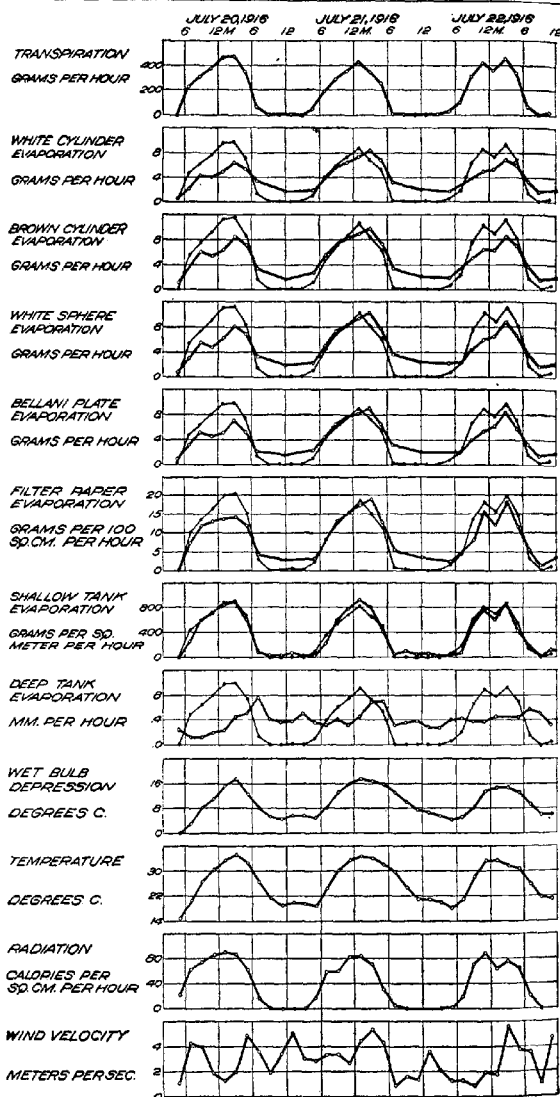 JULY 20, 1916 JULY 21, 1916 JULY 22, 1916
6 12M. 6 12 6 12M. 6 12 6 12M. 6 12
TRANSPIRATION
GRAMS PER HOUR
400
200
0
WHITE CYLINDER
EVAPORATION
GRAMS PER HOUR
8
4
0
BROWN CYLINDER
EVAPORATION
GRAMS PER HOUR
8
4
0
WHITE SPHERE
EVAPORATION
GRAMS PER HOUR
8
4
0
BELLANI PLATE
EVAPORATION
GRAMS PER HOUR
8
4
0
FILTER PAPER
EVAPORATION
GRAMS PER 100
SQ.CM. PER HOUR
20
15
10
5
0
SHALLOW TANK
EVAPORATION
GRAMS PER SQ.
METER PER HOUR
800
400
0
DEEP TANK
EVAPORATION
MM. PER HOUR
.8
.4
.0
WET BULB
DEPRESSION
DEGREES C.
16
8
0
TEMPERATURE
DEGREES C.
30
22
14
RADIATION
CALORIES PER
SQ.CM. PER HOUR
80
40
0
WIND VELOCITY
METERS PER SEC.
4
2
0